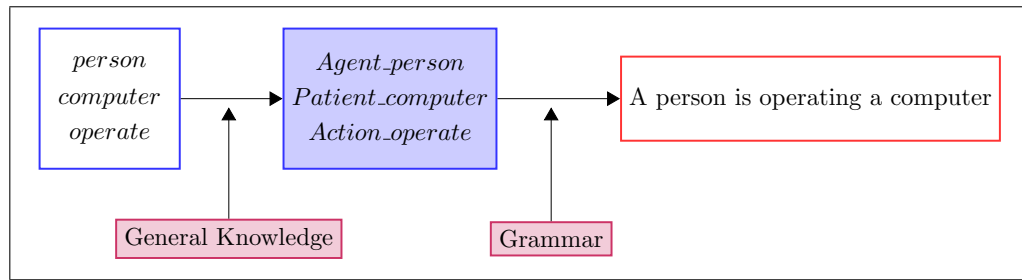 person
computer
operate
Agent_person
Patient_computer
Action_operate
A person is operating a computer
General Knowledge
Grammar